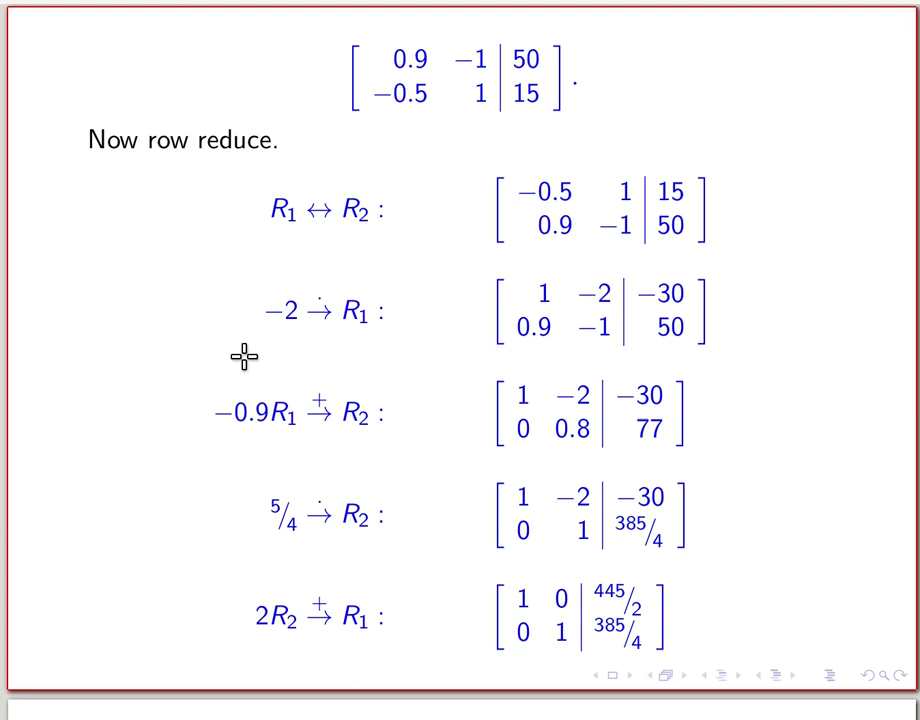 [ 0.9 −1 | 50 ]
[ −0.5 1 | 15 ] .
Now row reduce.
R₁ ↔ R₂ :
[ −0.5 1 | 15 ]
[ 0.9 −1 | 50 ]
−2 →̇ R₁ :
[ 1 −2 | −30 ]
[ 0.9 −1 | 50 ]
−0.9R₁ +→ R₂ :
[ 1 −2 | −30 ]
[ 0 0.8 | 77 ]
5/4 →̇ R₂ :
[ 1 −2 | −30 ]
[ 0 1 | 385/4 ]
2R₂ +→ R₁ :
[ 1 0 | 445/2 ]
[ 0 1 | 385/4 ]